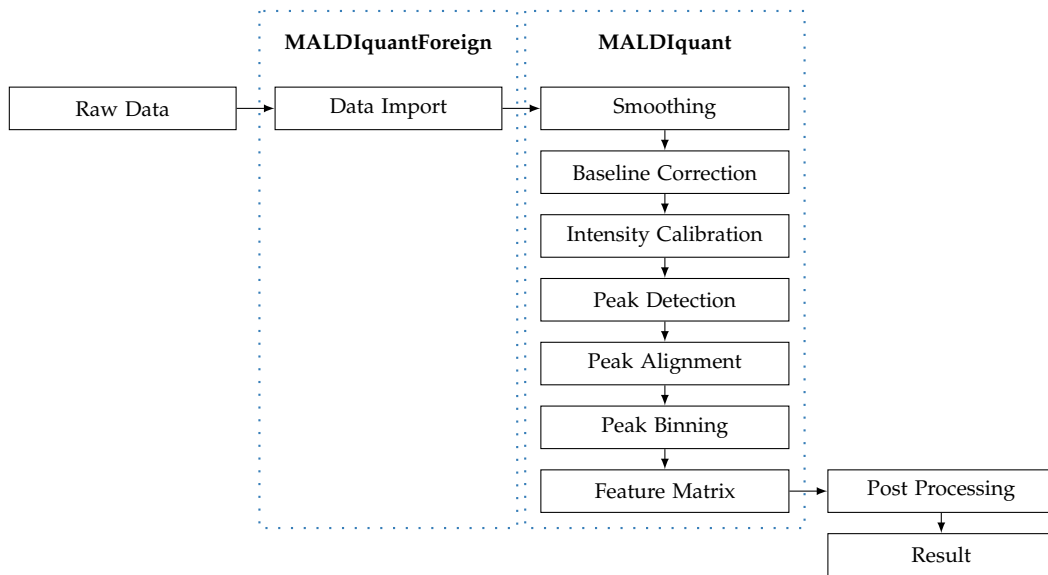 MALDIquantForeign
MALDIquant
Raw Data
Data Import
Smoothing
Baseline Correction
Intensity Calibration
Peak Detection
Peak Alignment
Peak Binning
Feature Matrix
Post Processing
Result